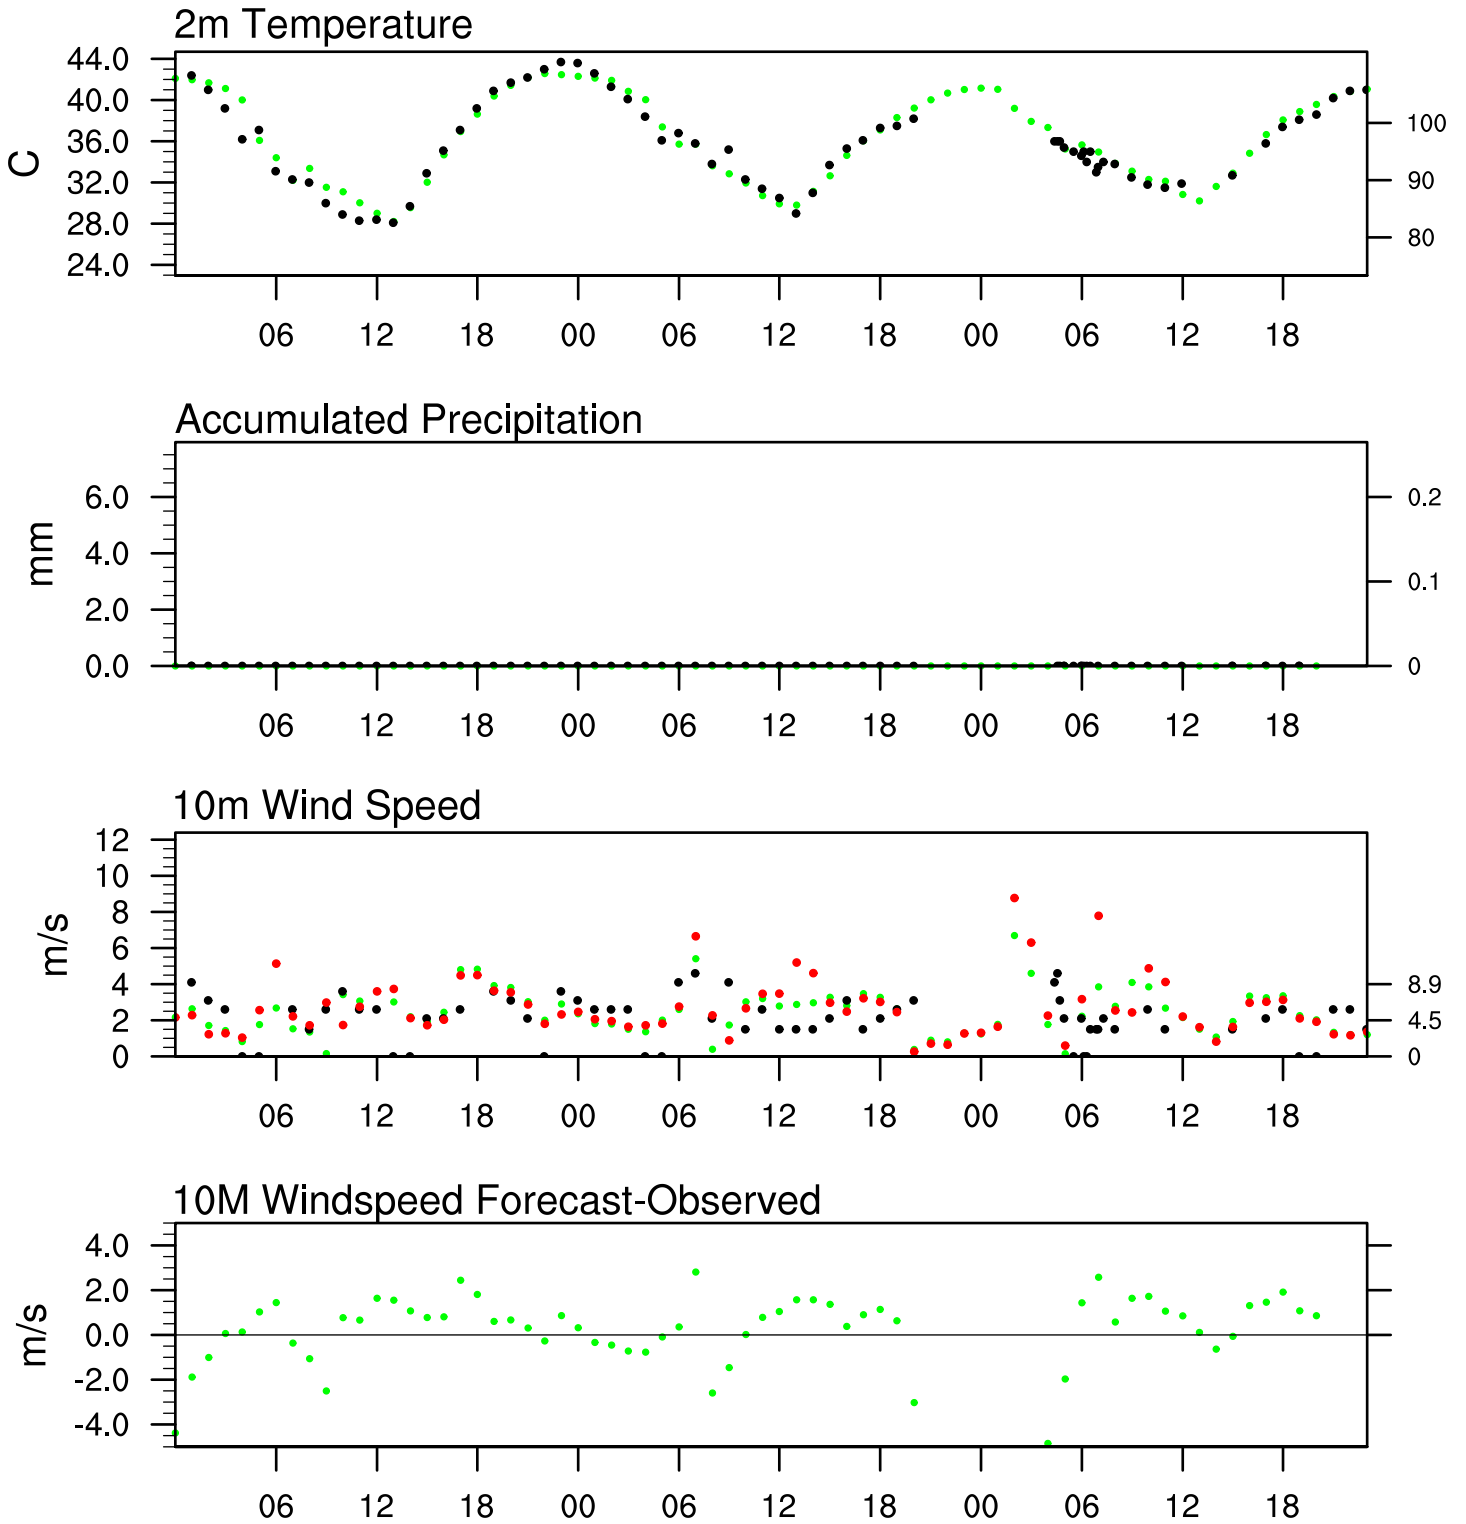 2m Temperature
44.0
40.0
36.0
32.0
28.0
24.0
C
100
90
80
06 12 18 00 06 12 18 00 06 12 18
Accumulated Precipitation
6.0
4.0
2.0
0.0
mm
0.2
0.1
0
06 12 18 00 06 12 18 00 06 12 18
10m Wind Speed
12
10
8
6
4
2
0
m/s
8.9
4.5
0
06 12 18 00 06 12 18 00 06 12 18
10M Windspeed Forecast-Observed
4.0
2.0
0.0
-2.0
-4.0
m/s
06 12 18 00 06 12 18 00 06 12 18